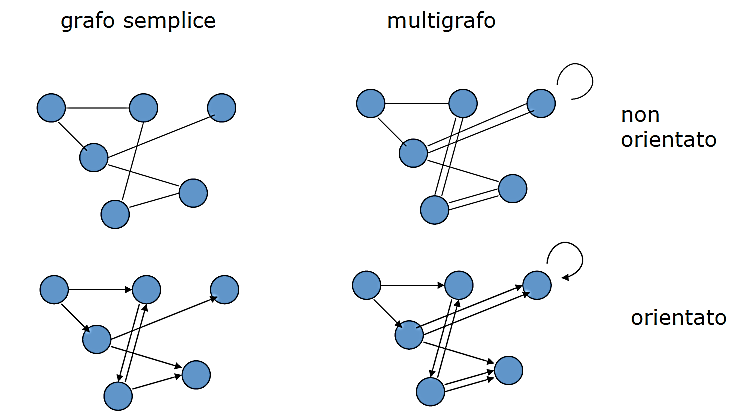 grafo semplice
multigrafo
non
orientato
orientato